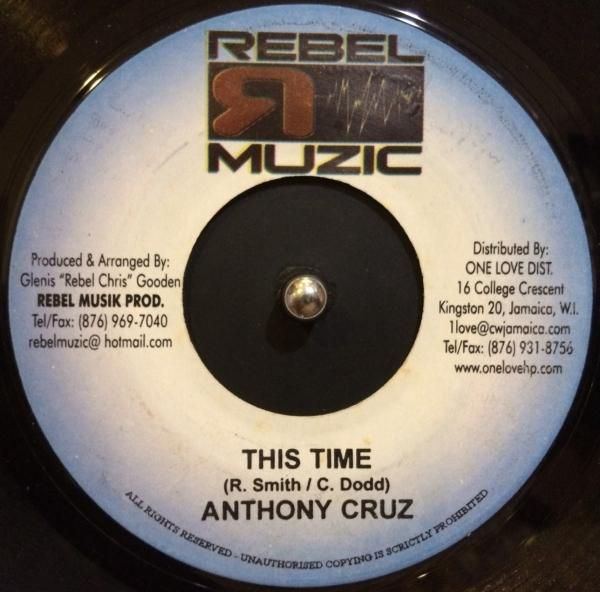 REBEL
R
MUZIC
Produced & Arranged By:
Glenis "Rebel Chris" Gooden
REBEL MUSIK PROD.
Tel/Fax: (876) 969-7040
rebelmuzic@ hotmail.com
Distributed By:
ONE LOVE DIST.
16 College Crescent
Kingston 20, Jamaica, W.I.
1love@cwjamaica.com
Tel/Fax: (876) 931-8756
www.onelovehp.com
THIS TIME
(R. Smith / C. Dodd)
ANTHONY CRUZ
ALL RIGHTS RESERVED - UNAUTHORISED COPYING IS SCRICTLY PROHIBITED